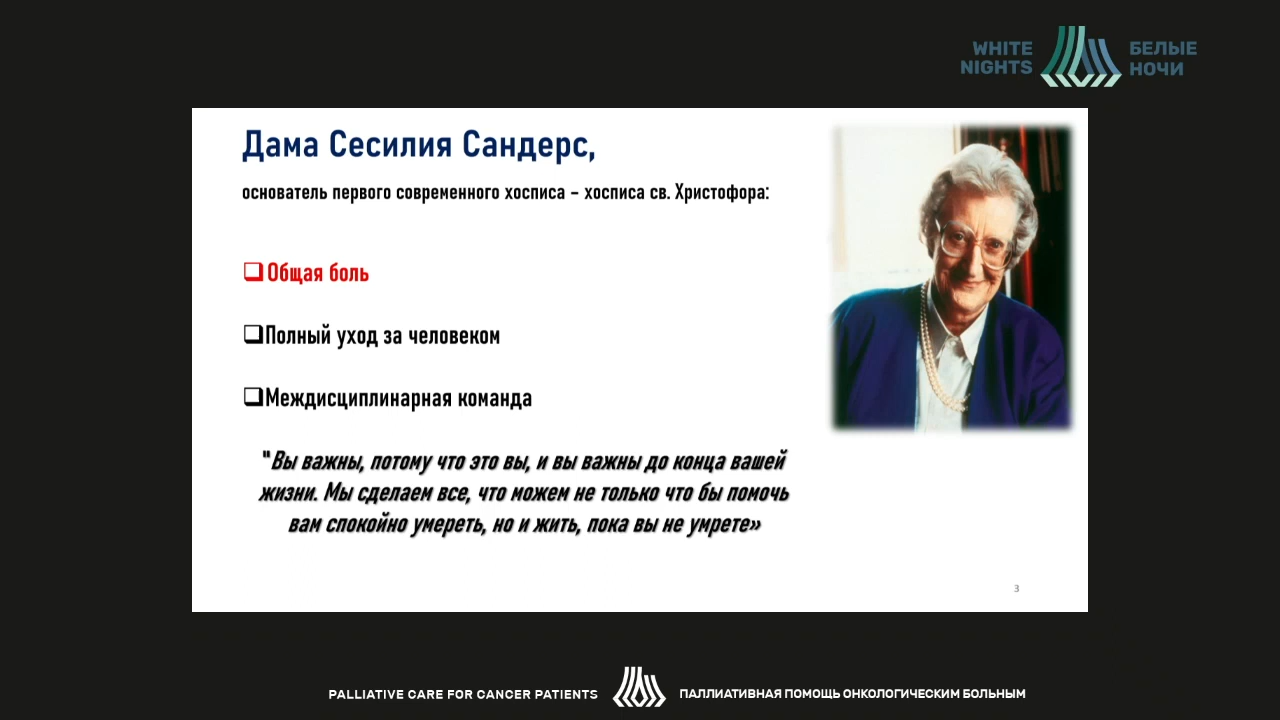 WHITE
NIGHTS
БЕЛЫЕ
НОЧИ
Дама Сесилия Сандерс,
основатель первого современного хосписа – хосписа св. Христофора:
❑ Общая боль
❑Полный уход за человеком
❑Междисциплинарная команда
"Вы важны, потому что это вы, и вы важны до конца вашей
жизни. Мы сделаем все, что можем не только что бы помочь
вам спокойно умереть, но и жить, пока вы не умрете»
3
PALLIATIVE CARE FOR CANCER PATIENTS
ПАЛЛИАТИВНАЯ ПОМОЩЬ ОНКОЛОГИЧЕСКИМ БОЛЬНЫМ